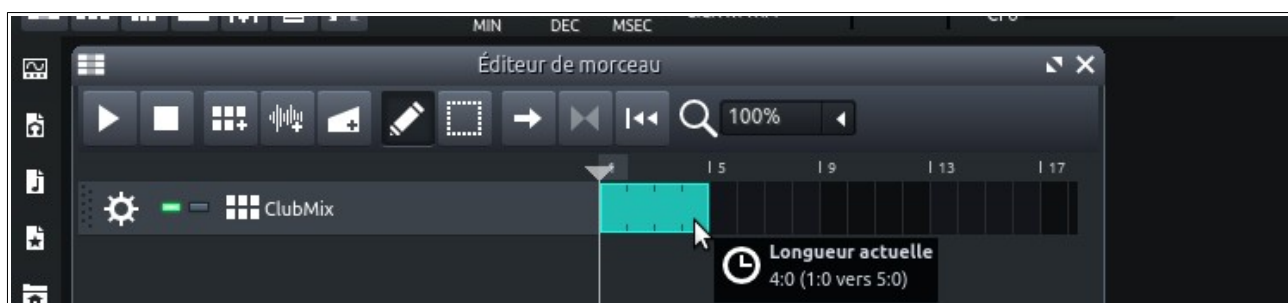 MIN DEC MSEC
Éditeur de morceau
100%
5 9 13 17
ClubMix
Longueur actuelle
4:0 (1:0 vers 5:0)